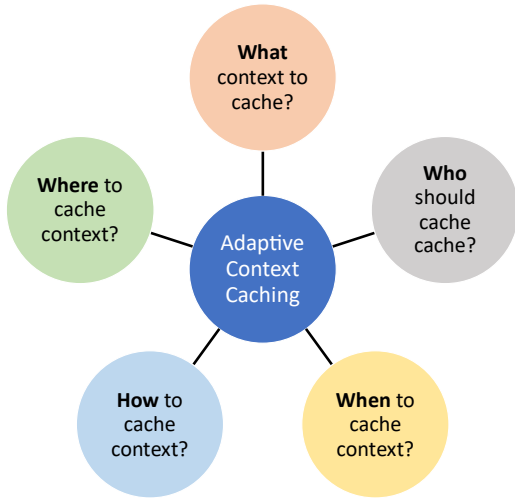 What
context to
cache?
Where to
cache
context?
Who
should
cache
cache?
Adaptive
Context
Caching
How to
cache
context?
When to
cache
context?